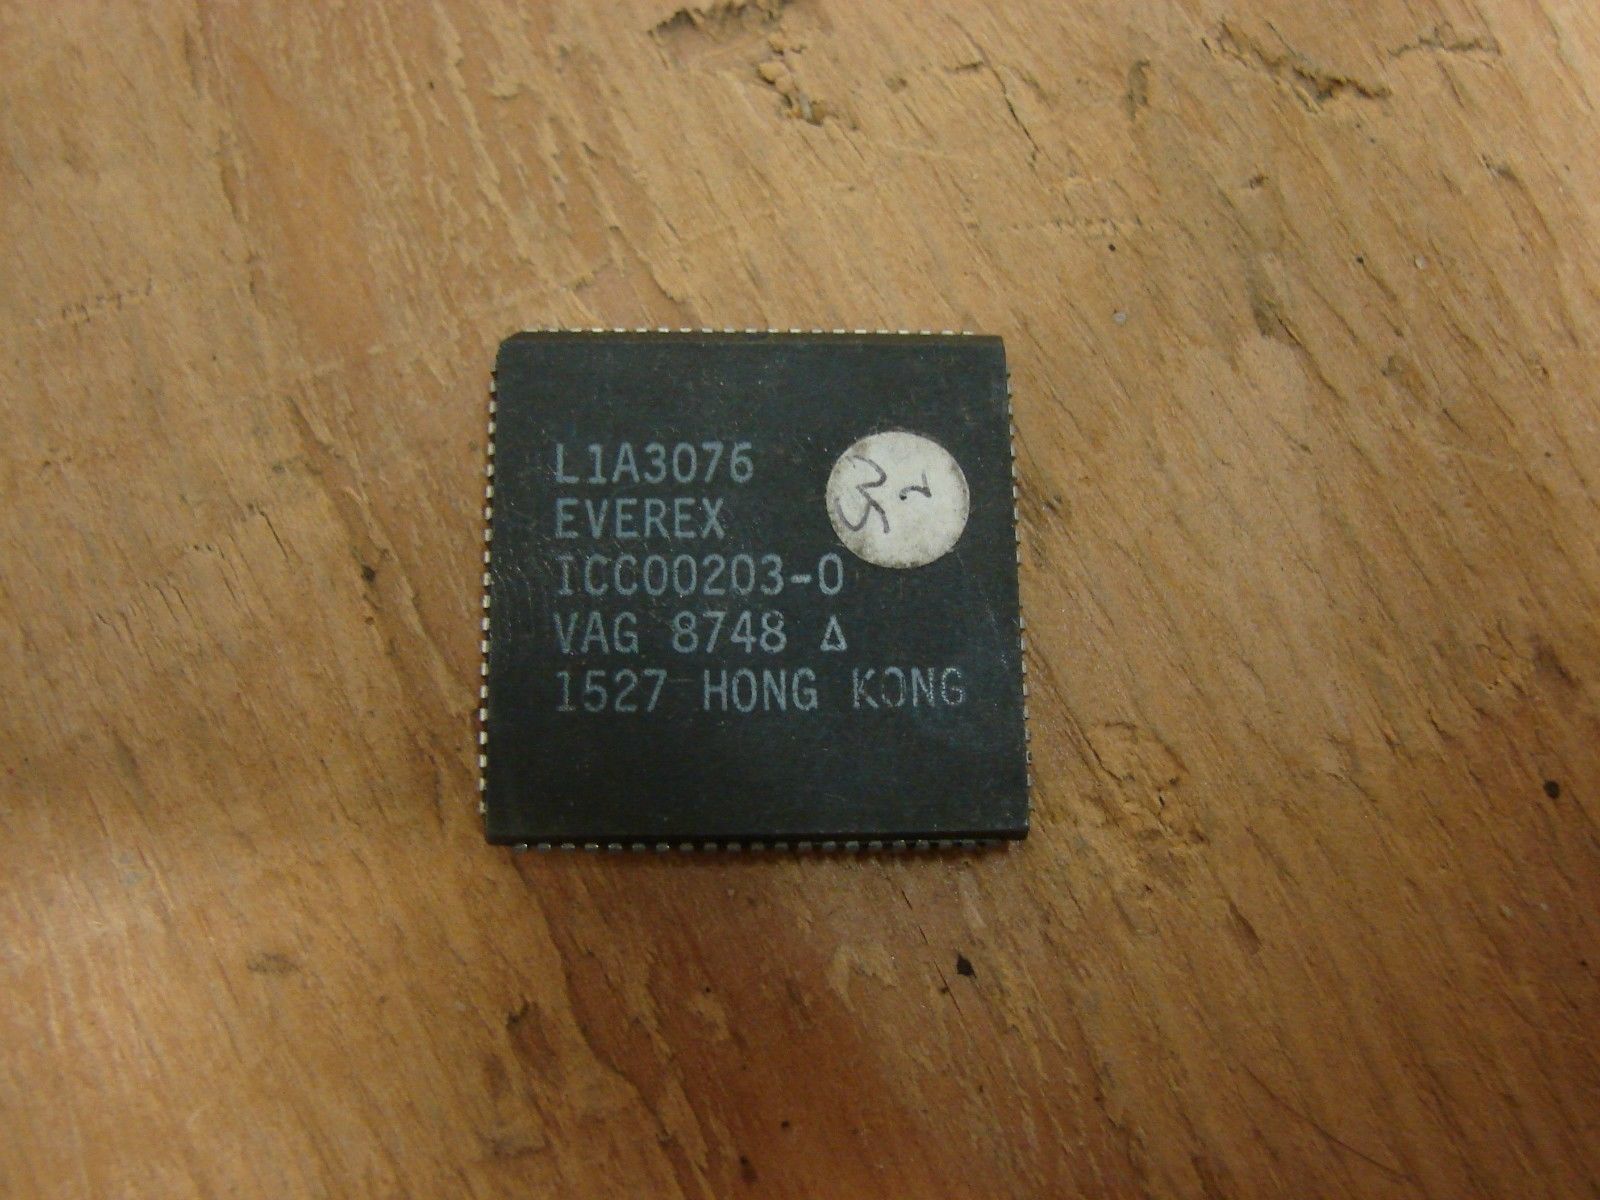 L1A3076
EVEREX
ICC00203-0
VAG 8748 Δ
1527 HONG KONG